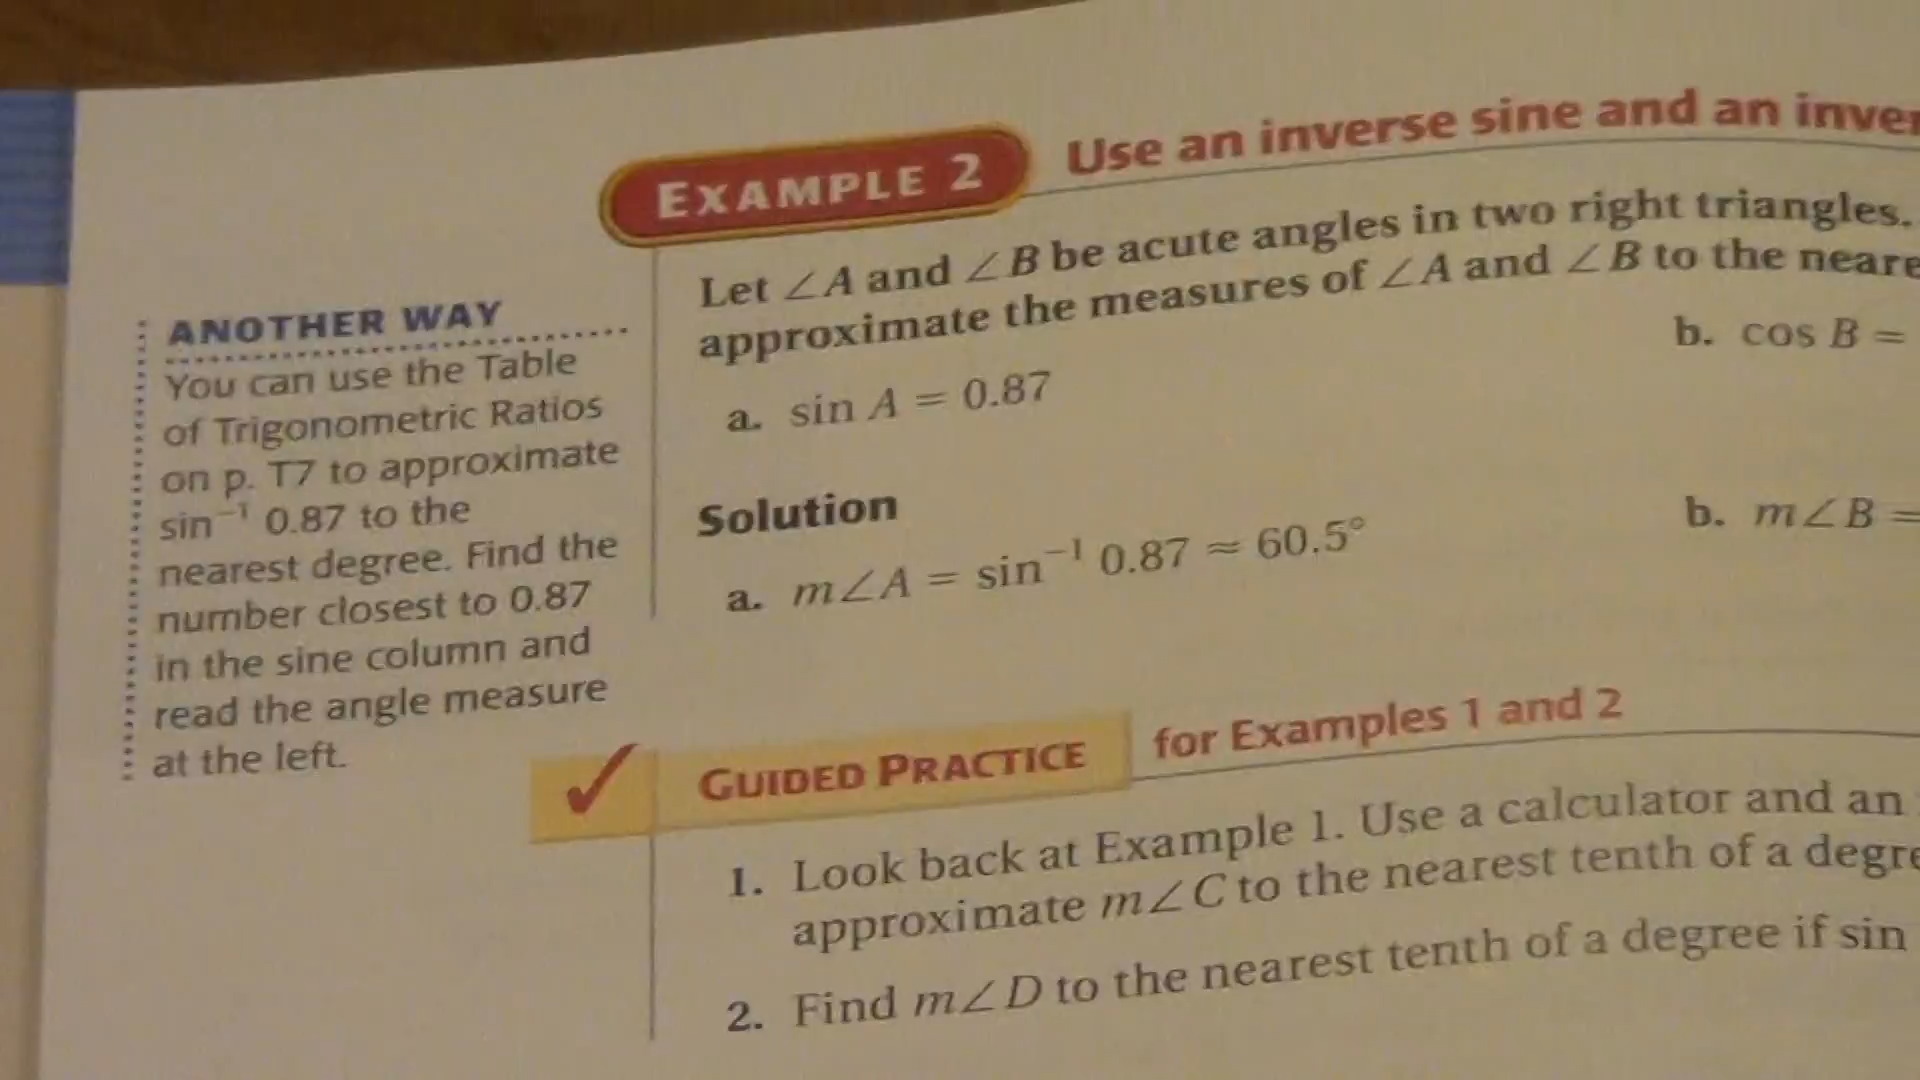 EXAMPLE 2 Use an inverse sine and an
Let ∠A and ∠B be acute angles in two right triangles.
approximate the measures of ∠A and ∠B to the
a. sin A = 0.87
b. cos B =
ANOTHER WAY
You can use the Table
of Trigonometric Ratios
on p. T7 to approximate
sin⁻¹ 0.87 to the
nearest degree. Find the
number closest to 0.87
in the sine column and
read the angle measure
at the left.
Solution
a. m∠A = sin⁻¹ 0.87 ≈ 60.5°
b. m∠B =
✓ GUIDED PRACTICE for Examples 1 and 2
1. Look back at Example 1. Use a calculator and an
approximate m∠C to the nearest tenth of a
2. Find m∠D to the nearest tenth of a degree if sin